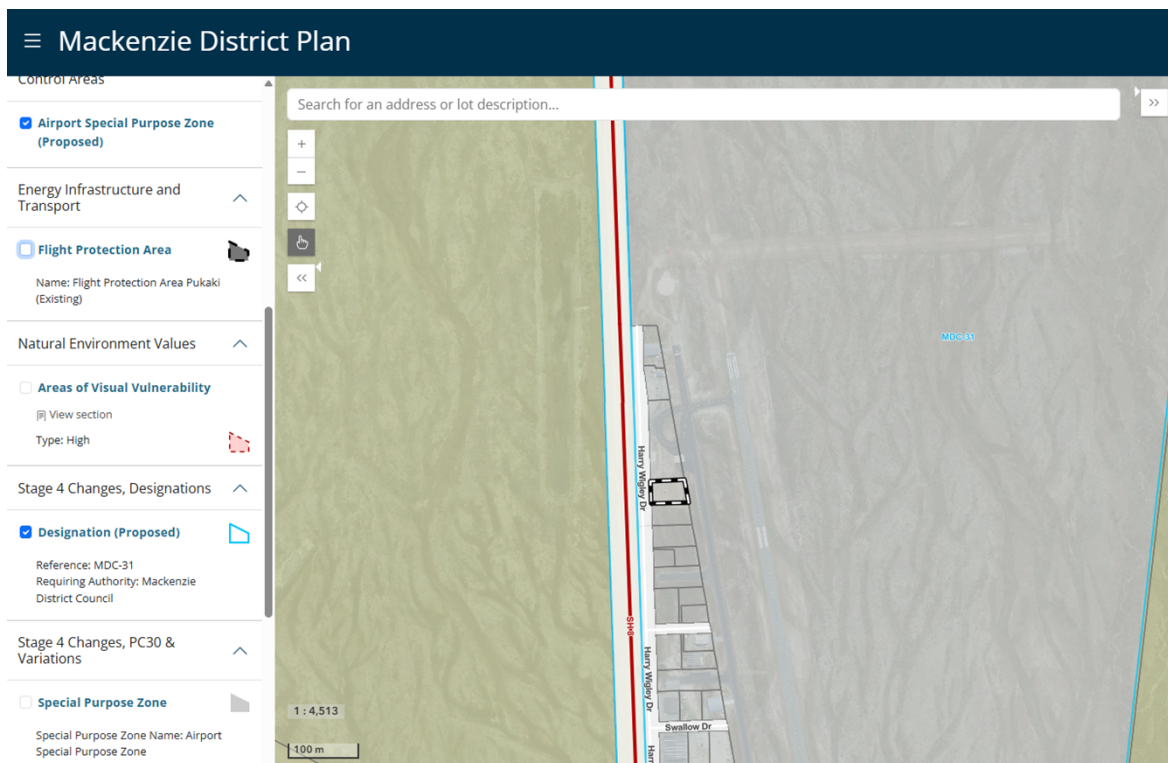 Mackenzie District Plan
Control Areas
Airport Special Purpose Zone
(Proposed)
Energy Infrastructure and
Transport
Flight Protection Area
Name: Flight Protection Area Pukaki
(Existing)
Natural Environment Values
Areas of Visual Vulnerability
View section
Type: High
Stage 4 Changes, Designations
Designation (Proposed)
Reference: MDC-31
Requiring Authority: Mackenzie
District Council
Stage 4 Changes, PC30 &
Variations
Special Purpose Zone
Special Purpose Zone Name: Airport
Special Purpose Zone
Search for an address or lot description...
MDC-31
Harry Wigley Dr
SH 8
Harry Wigley Dr
Swallow Dr
Harr
1 : 4,513
100 m